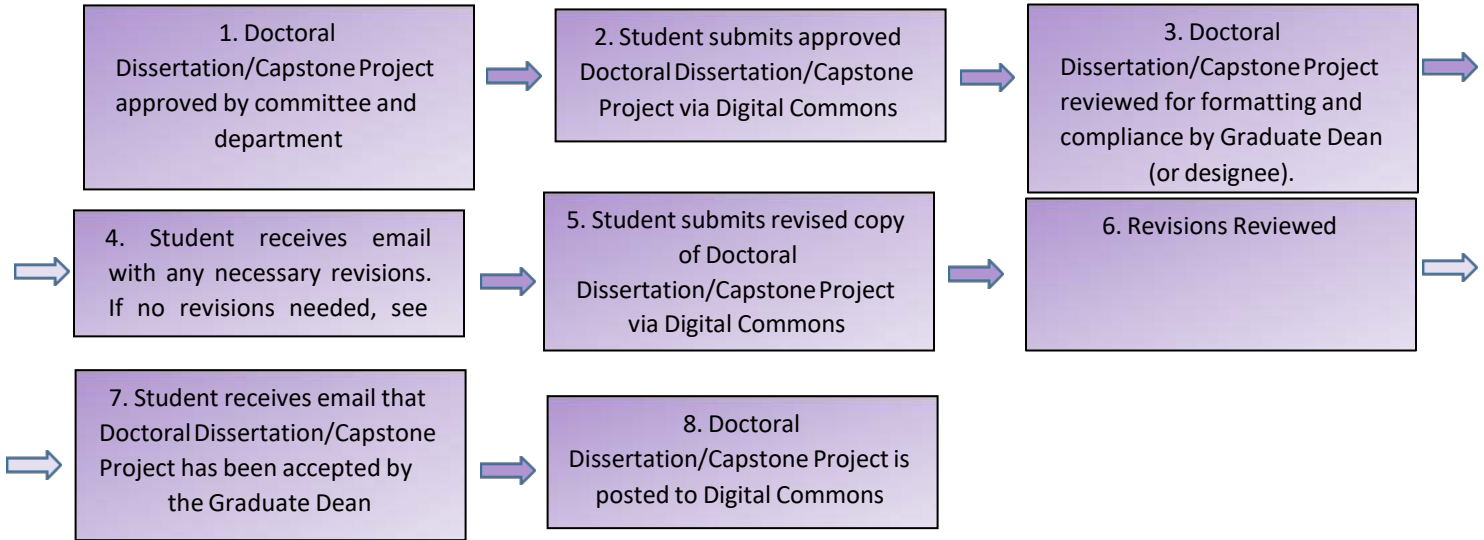 1. Doctoral
Dissertation/Capstone Project
approved by committee and
department
2. Student submits approved
Doctoral Dissertation/Capstone
Project via Digital Commons
3. Doctoral
Dissertation/Capstone Project
reviewed for formatting and
compliance by Graduate Dean
(or designee).
4. Student receives email
with any necessary revisions.
If no revisions needed, see
5. Student submits revised copy
of Doctoral
Dissertation/Capstone Project
via Digital Commons
6. Revisions Reviewed
7. Student receives email that
Doctoral Dissertation/Capstone
Project has been accepted by
the Graduate Dean
8. Doctoral
Dissertation/Capstone Project is
posted to Digital Commons